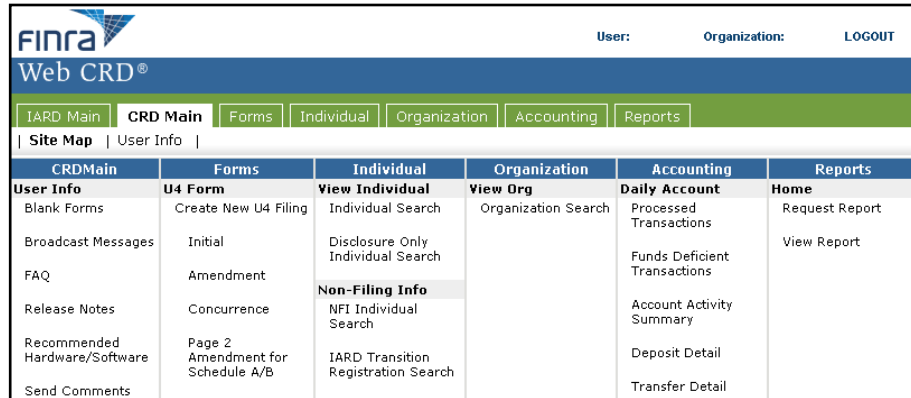 FINra
User: Organization: LOGOUT
Web CRD®
IARD Main CRD Main Forms Individual Organization Accounting Reports
| Site Map | User Info |
CRDMain
User Info
Blank Forms
Broadcast Messages
FAQ
Release Notes
Recommended
Hardware/Software
Send Comments
Forms
U4 Form
Create New U4 Filing
Initial
Amendment
Concurrence
Page 2
Amendment for
Schedule A/B
Individual
View Individual
Individual Search
Disclosure Only
Individual Search
Non-Filing Info
NFI Individual
Search
IARD Transition
Registration Search
Organization
View Org
Organization Search
Accounting
Daily Account
Processed
Transactions
Funds Deficient
Transactions
Account Activity
Summary
Deposit Detail
Transfer Detail
Reports
Home
Request Report
View Report